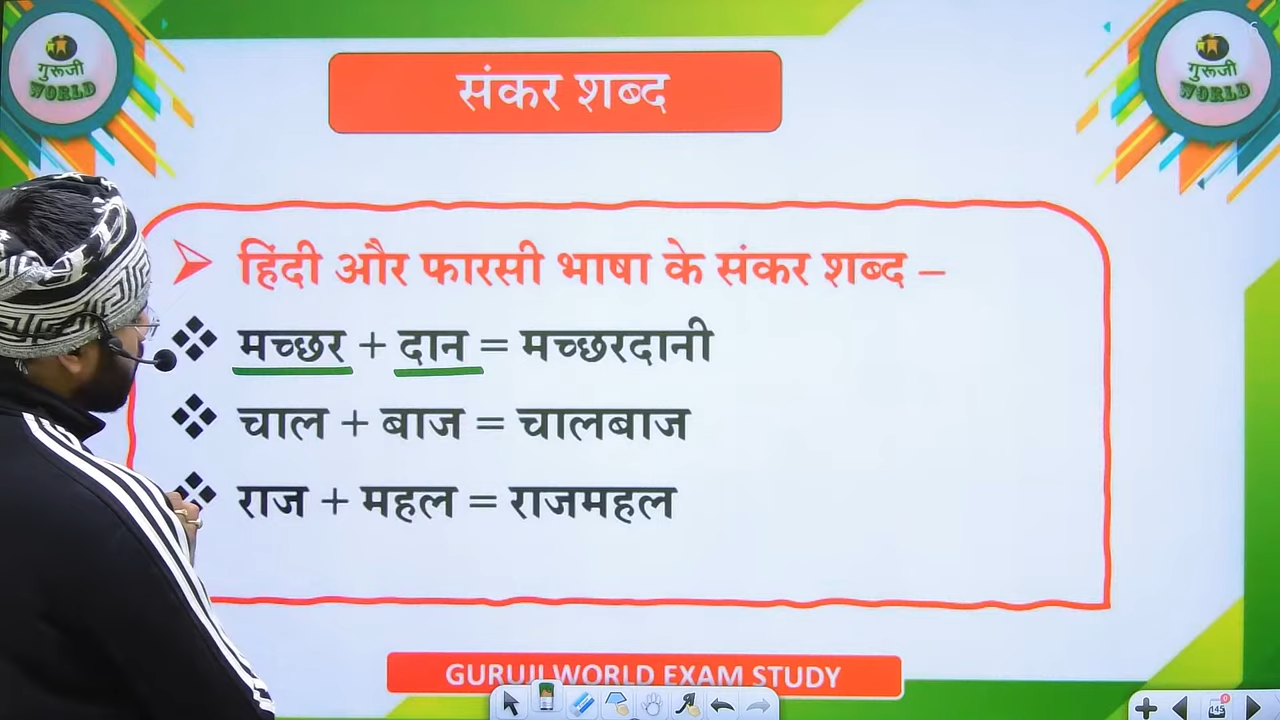 गुरूजी
WORLD
संकर शब्द
गुरूजी
WORLD
हिंदी और फारसी भाषा के संकर शब्द –
मच्छर + दान = मच्छरदानी
चाल + बाज = चालबाज
राज + महल = राजमहल
GURUJI WORLD EXAM STUDY
145